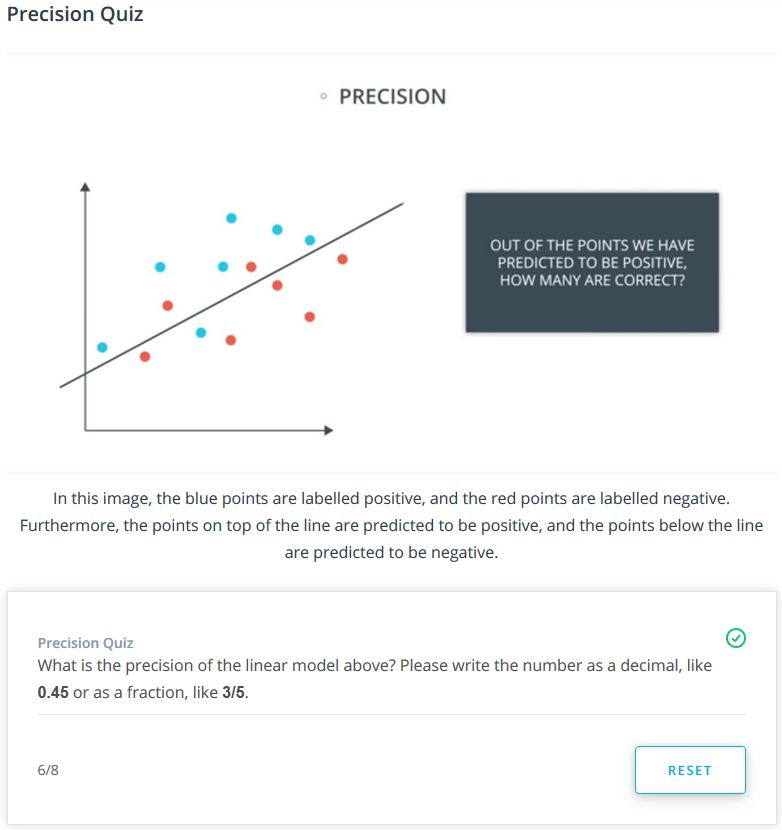 Precision Quiz
PRECISION
OUT OF THE POINTS WE HAVE
PREDICTED TO BE POSITIVE,
HOW MANY ARE CORRECT?
In this image, the blue points are labelled positive, and the red points are labelled negative.
Furthermore, the points on top of the line are predicted to be positive, and the points below the line
are predicted to be negative.
Precision Quiz
What is the precision of the linear model above? Please write the number as a decimal, like
0.45 or as a fraction, like 3/5.
6/8
RESET